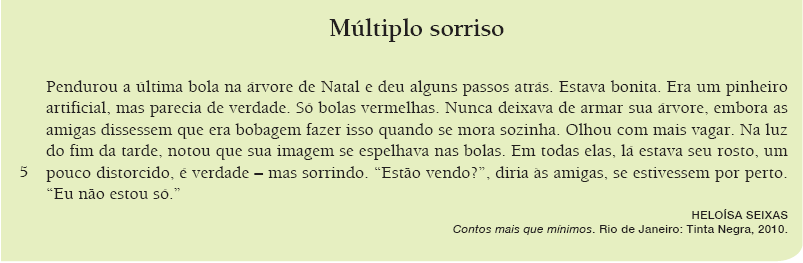 Múltiplo sorriso
Pendurou a última bola na árvore de Natal e deu alguns passos atrás. Estava bonita. Era um pinheiro
artificial, mas parecia de verdade. Só bolas vermelhas. Nunca deixava de armar sua árvore, embora as
amigas dissessem que era bobagem fazer isso quando se mora sozinha. Olhou com mais vagar. Na luz
do fim da tarde, notou que sua imagem se espelhava nas bolas. Em todas elas, lá estava seu rosto, um
5 pouco distorcido, é verdade – mas sorrindo. “Estão vendo?”, diria às amigas, se estivessem por perto.
“Eu não estou só.”
HELOÍSA SEIXAS
Contos mais que mínimos. Rio de Janeiro: Tinta Negra, 2010.